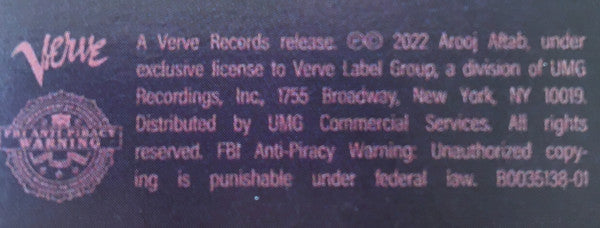 Verve
FBI ANTI-PIRACY
WARNING
A Verve Records release. ℗© 2022 Arooj Aftab, under
exclusive license to Verve Label Group, a division of UMG
Recordings, Inc., 1755 Broadway, New York, NY 10019.
Distributed by UMG Commercial Services. All rights
reserved. FBI Anti-Piracy Warning: Unauthorized copy-
ing is punishable under federal law. B0035138-01